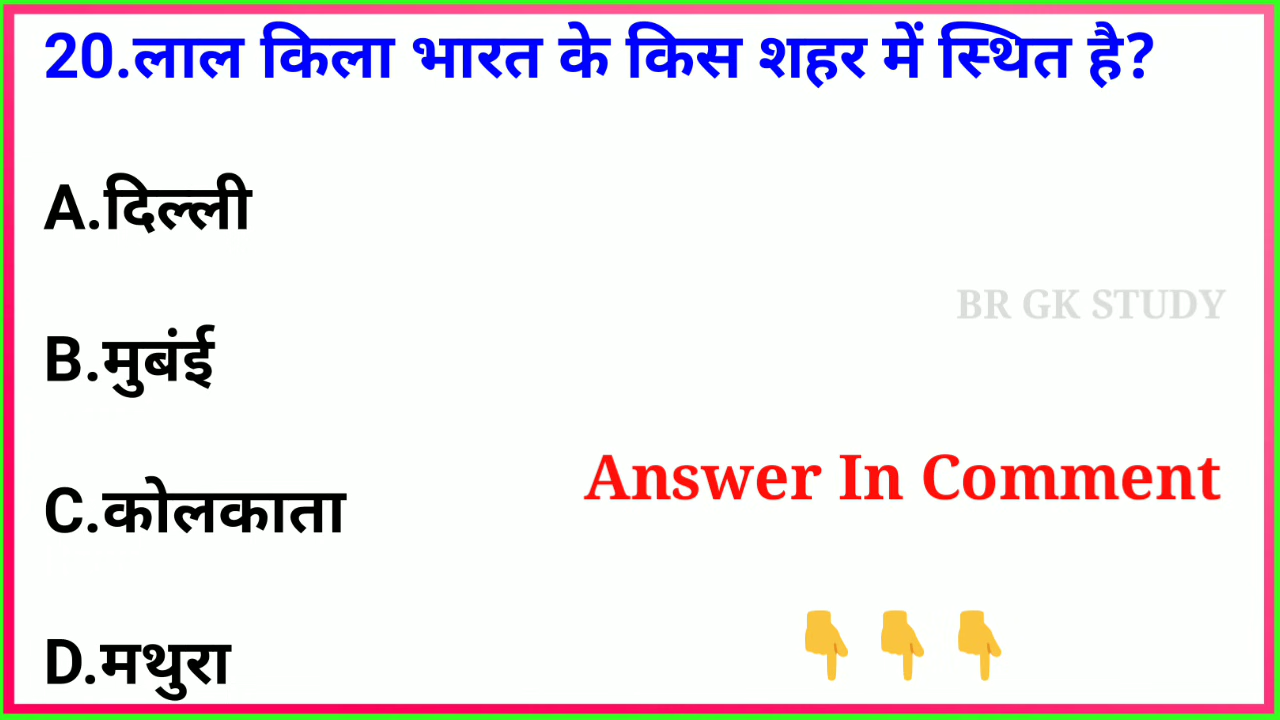 20.लाल किला भारत के किस शहर में स्थित है?
A.दिल्ली
BR GK STUDY
B.मुबंई
Answer In Comment
C.कोलकाता
D.मथुरा